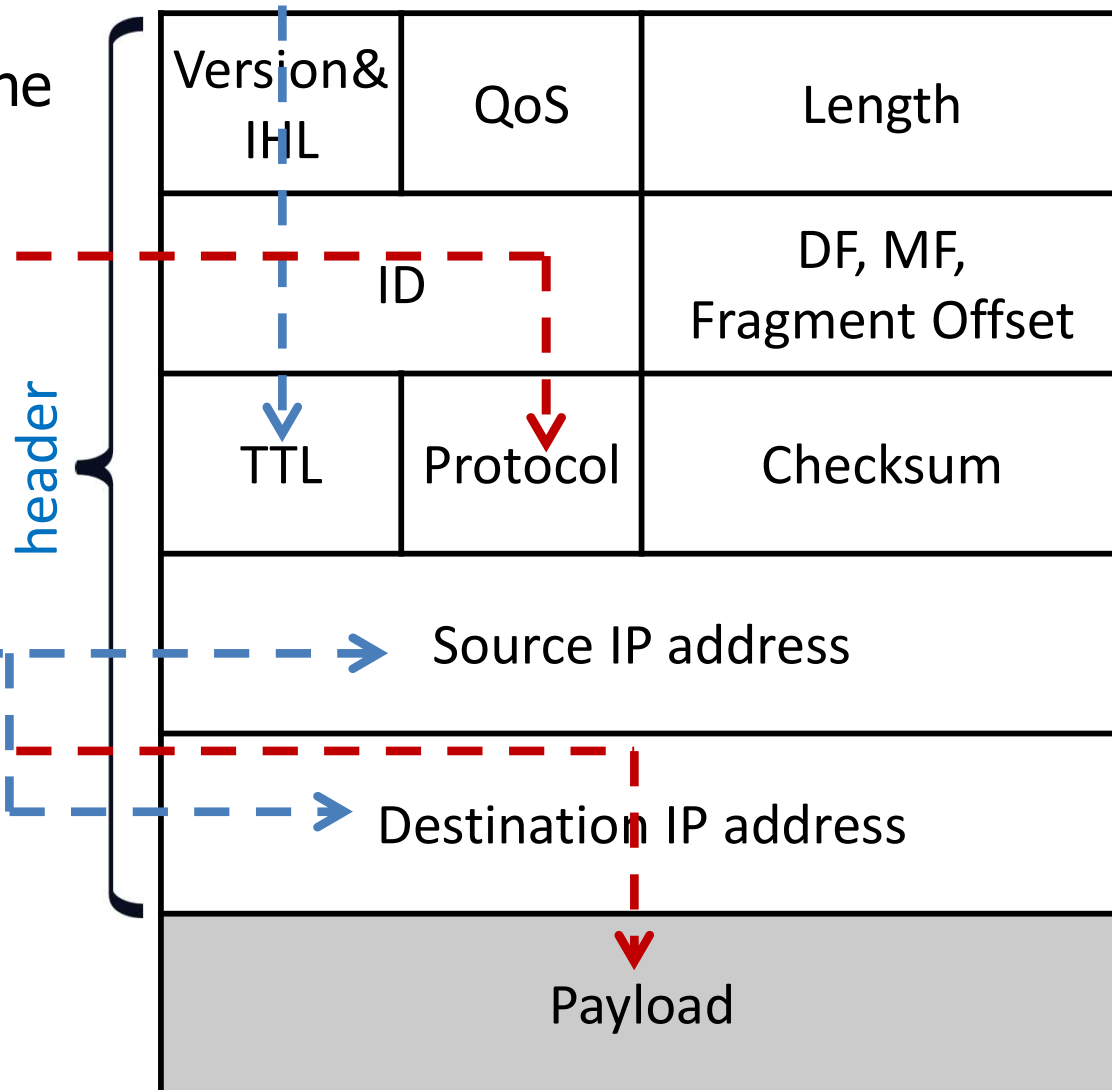 Version&
IHL
QoS
Length
ID
DF, MF,
Fragment Offset
header
TTL
Protocol
Checksum
Source IP address
Destination IP address
Payload